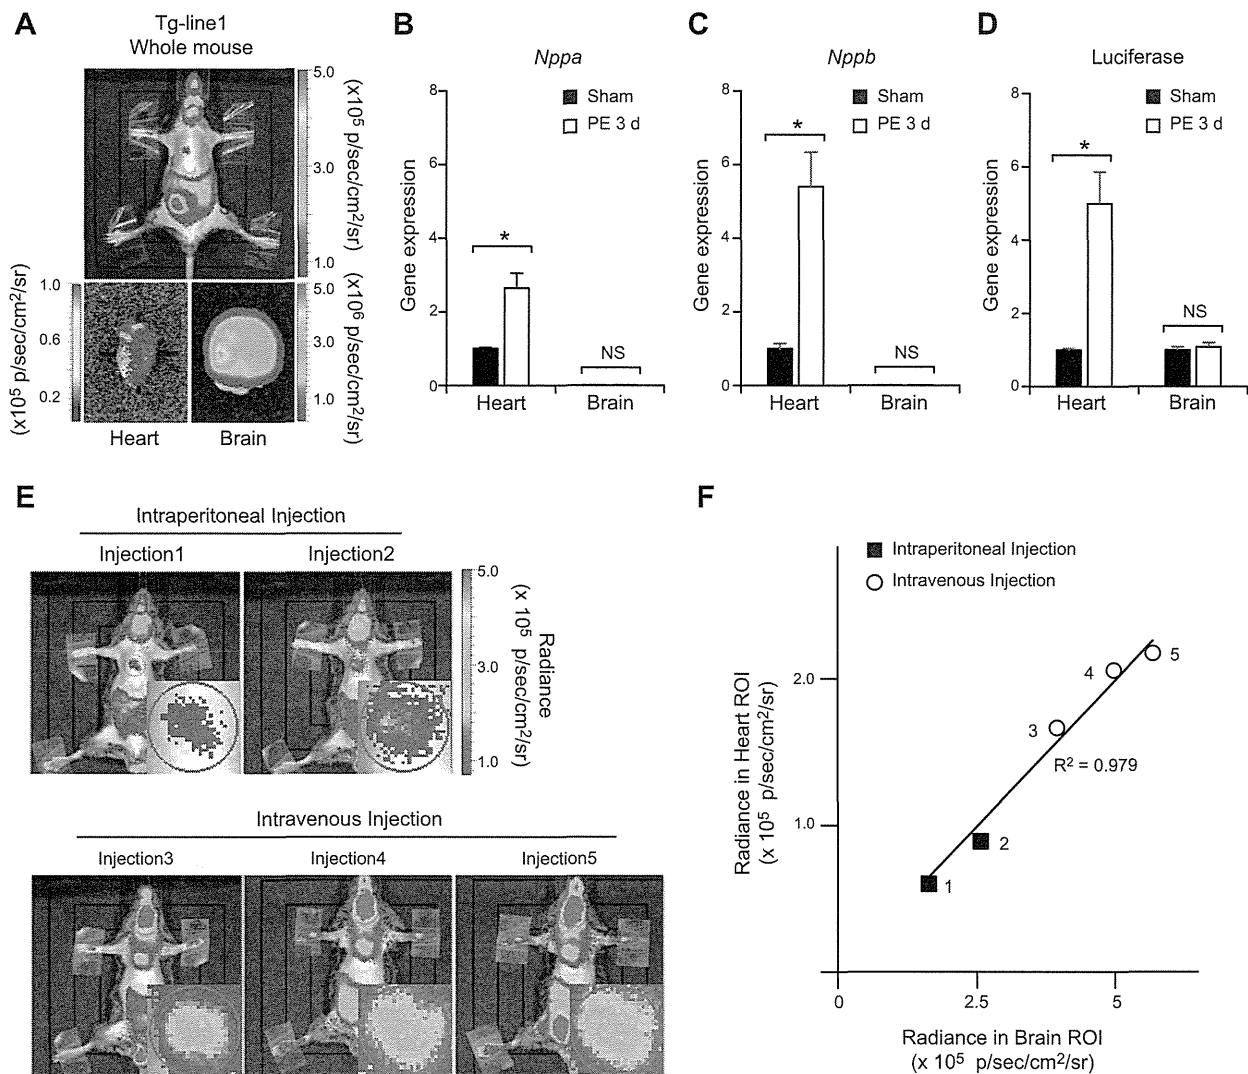 A
Tg-line1
Whole mouse
5.0
3.0
1.0
(x10⁵ p/sec/cm²/sr)
1.0
0.6
0.2
(x10⁵ p/sec/cm²/sr)
5.0
3.0
1.0
(x10⁶ p/sec/cm²/sr)
Heart
Brain
B
Nppa
Sham
PE 3 d
Gene expression
8
6
4
2
0
*
NS
Heart
Brain
C
Nppb
Sham
PE 3 d
Gene expression
8
6
4
2
0
*
NS
Heart
Brain
D
Luciferase
Sham
PE 3 d
Gene expression
8
6
4
2
0
*
NS
Heart
Brain
E
Intraperitoneal Injection
Injection1
Injection2
5.0
3.0
1.0
Radiance
(x 10⁵ p/sec/cm²/sr)
Intravenous Injection
Injection3
Injection4
Injection5
F
Intraperitoneal Injection
Intravenous Injection
Radiance in Heart ROI
(x 10⁵ p/sec/cm²/sr)
2.0
1.0
4
5
3
R² = 0.979
2
1
0
2.5
5
Radiance in Brain ROI
(x 10⁵ p/sec/cm²/sr)